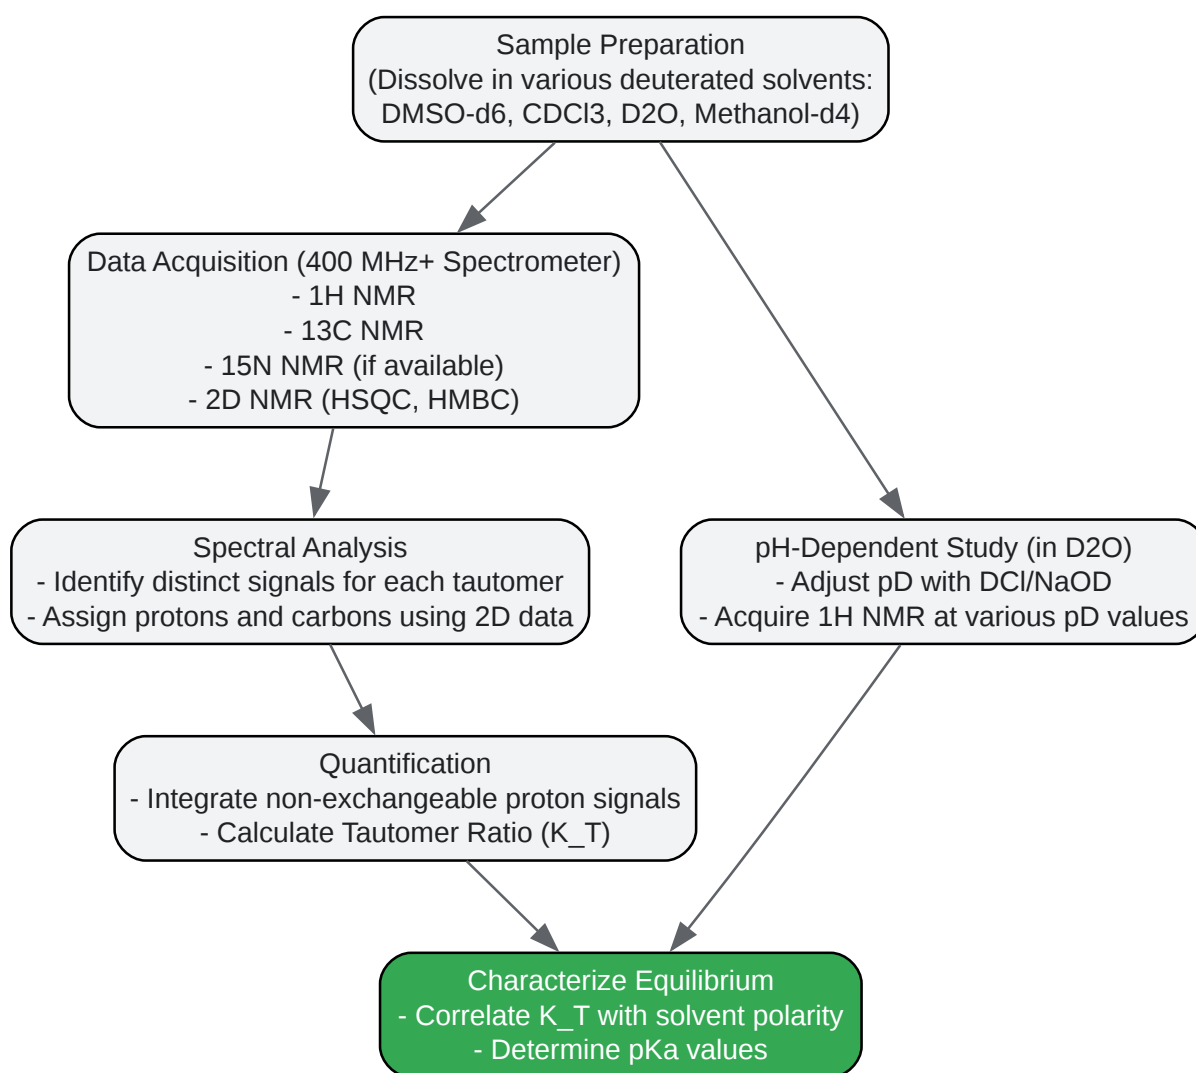 Sample Preparation
(Dissolve in various deuterated solvents:
DMSO-d6, CDCl3, D2O, Methanol-d4)
Data Acquisition (400 MHz+ Spectrometer)
- 1H NMR
- 13C NMR
- 15N NMR (if available)
- 2D NMR (HSQC, HMBC)
Spectral Analysis
- Identify distinct signals for each tautomer
- Assign protons and carbons using 2D data
pH-Dependent Study (in D2O)
- Adjust pD with DCl/NaOD
- Acquire 1H NMR at various pD values
Quantification
- Integrate non-exchangeable proton signals
- Calculate Tautomer Ratio (K_T)
Characterize Equilibrium
- Correlate K_T with solvent polarity
- Determine pKa values